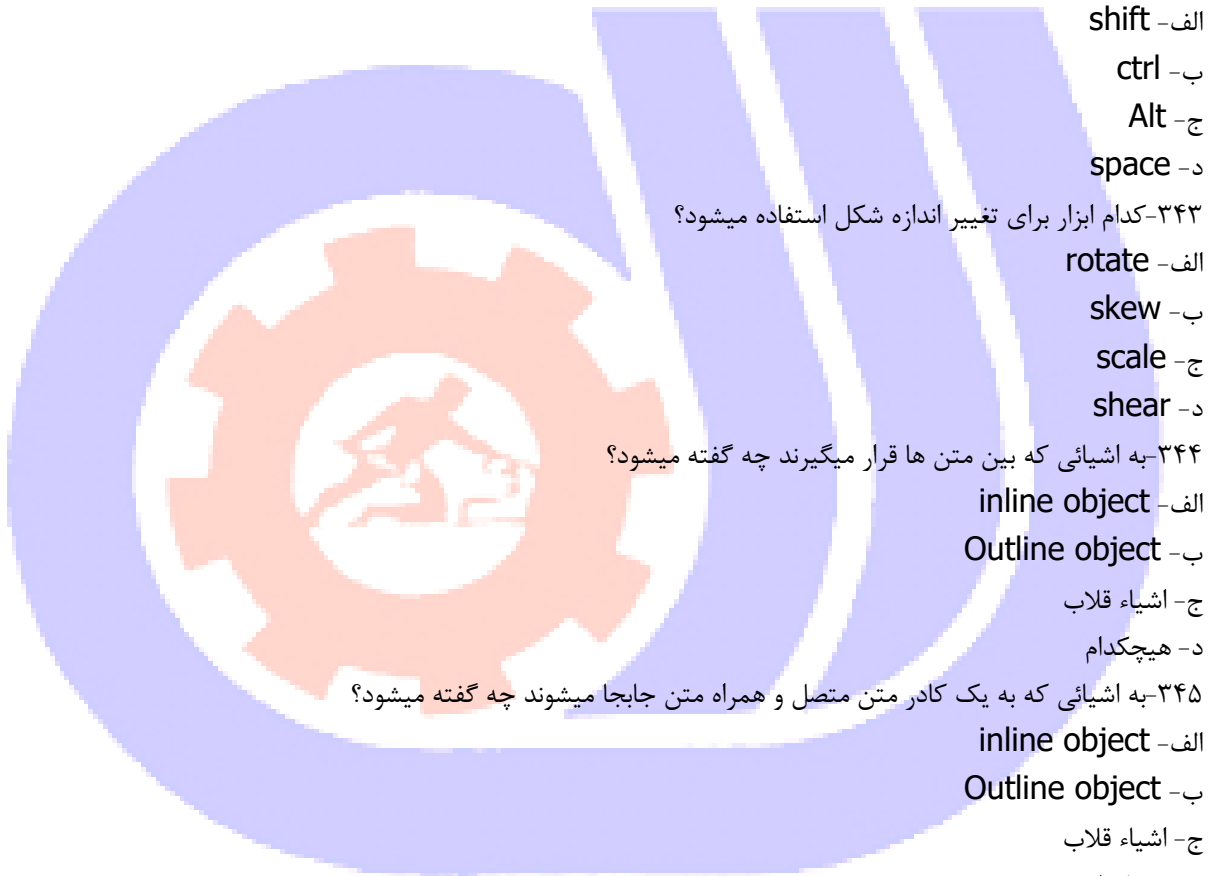 الف- shift
ب- ctrl
ج- Alt
د- space
۳۴۳-کدام ابزار برای تغییر اندازه شکل استفاده میشود؟
الف- rotate
ب- skew
ج- scale
د- shear
۳۴۴-به اشیائی که بین متن ها قرار میگیرند چه گفته میشود؟
الف- inline object
ب- Outline object
ج- اشیاء قلاب
د- هیچکدام
۳۴۵-به اشیائی که به یک کادر متن متصل و همراه متن جابجا میشوند چه گفته میشود؟
الف- inline object
ب- Outline object
ج- اشیاء قلاب